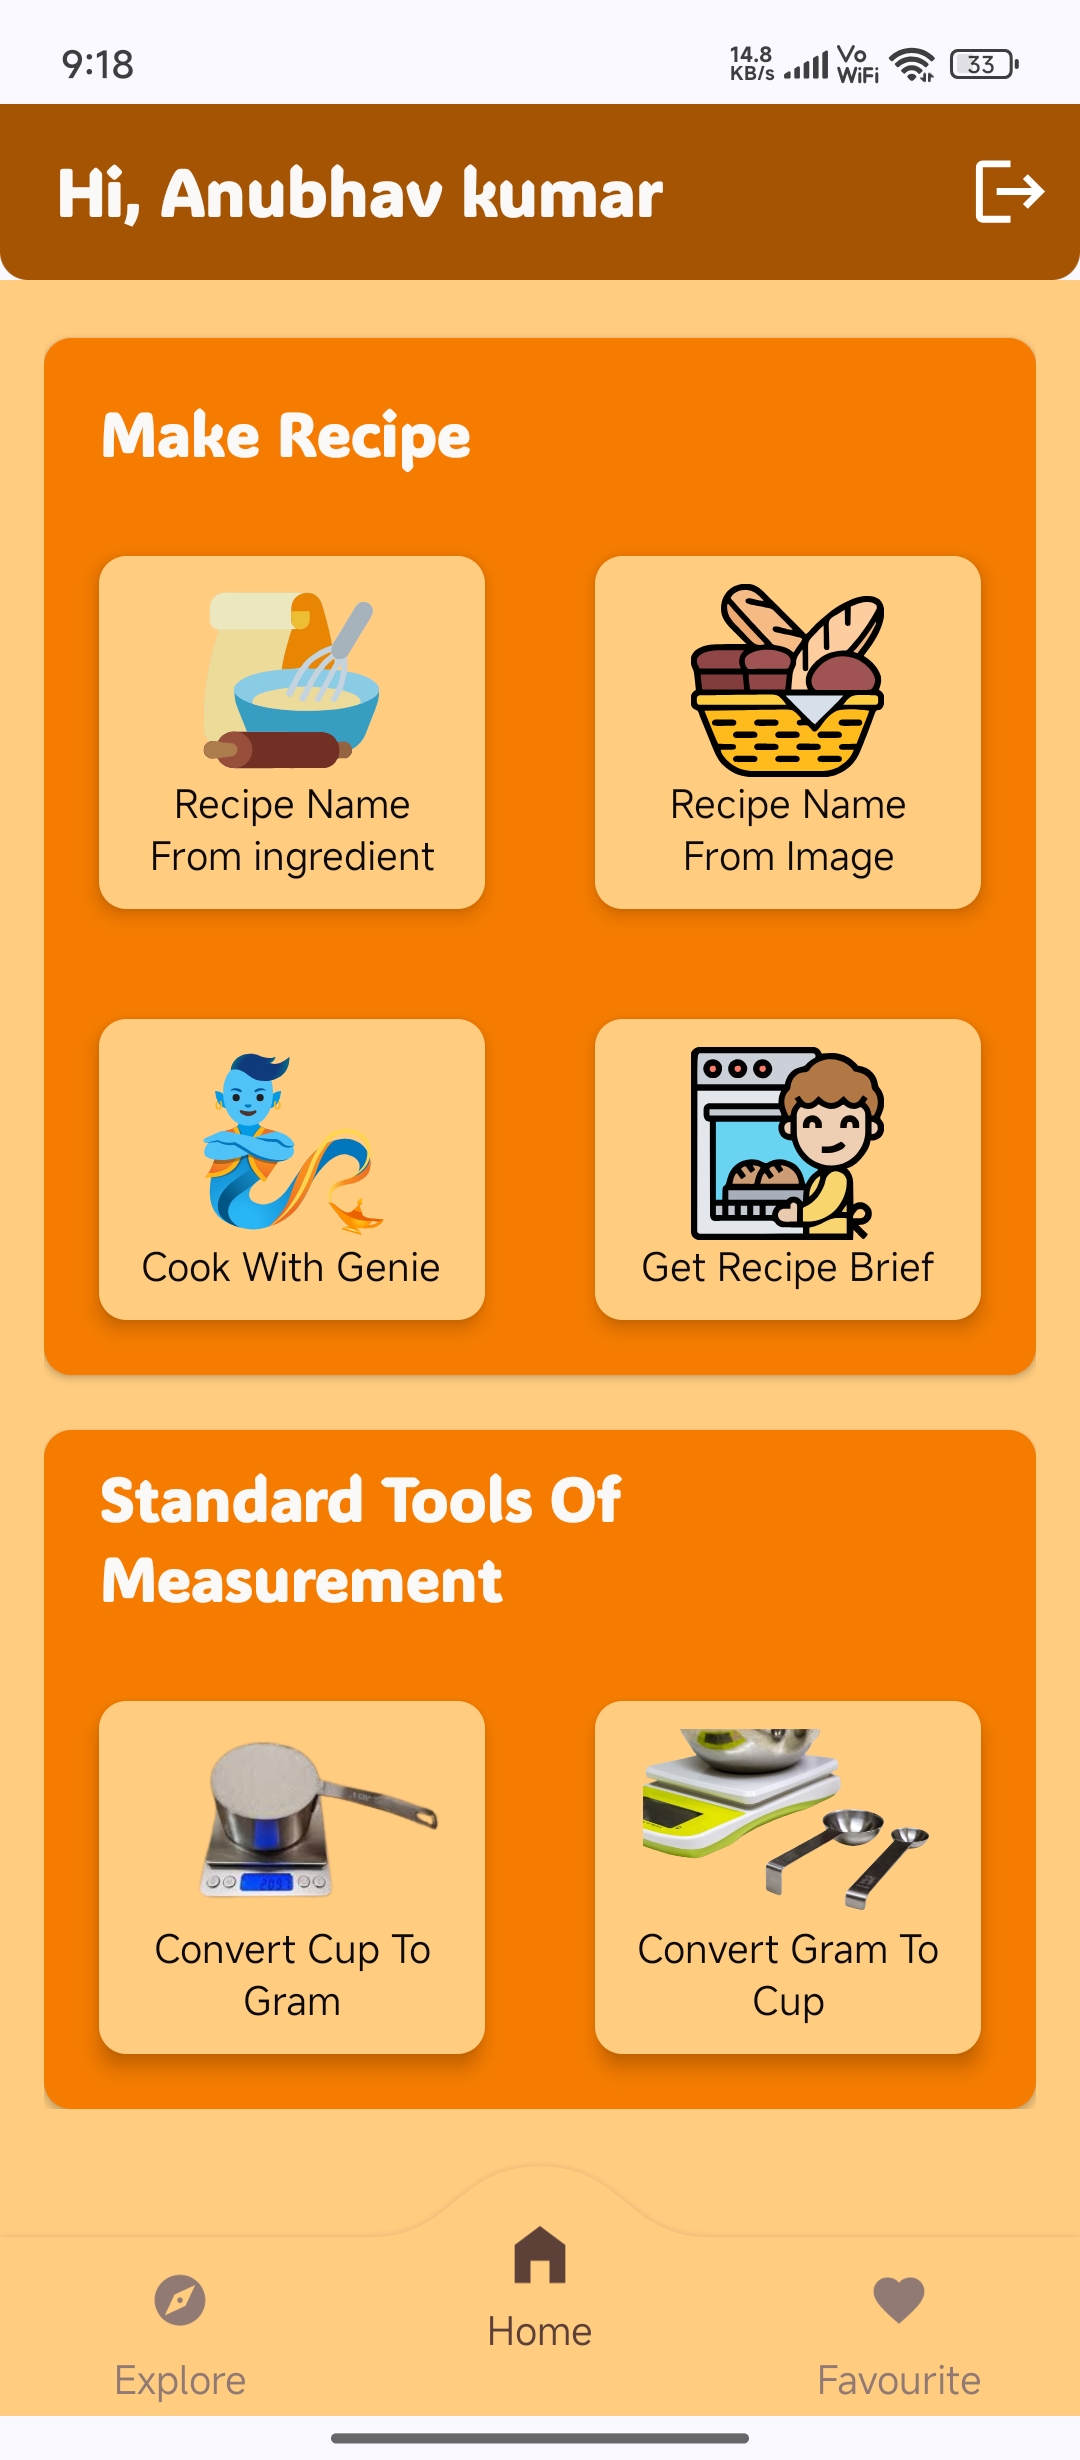 9:18
14.8
KB/s
Vo
WiFi
33
Hi, Anubhav kumar
Make Recipe
Recipe Name
From ingredient
Recipe Name
From Image
Cook With Genie
Get Recipe Brief
Standard Tools Of
Measurement
Convert Cup To
Gram
Convert Gram To
Cup
Explore
Home
Favourite